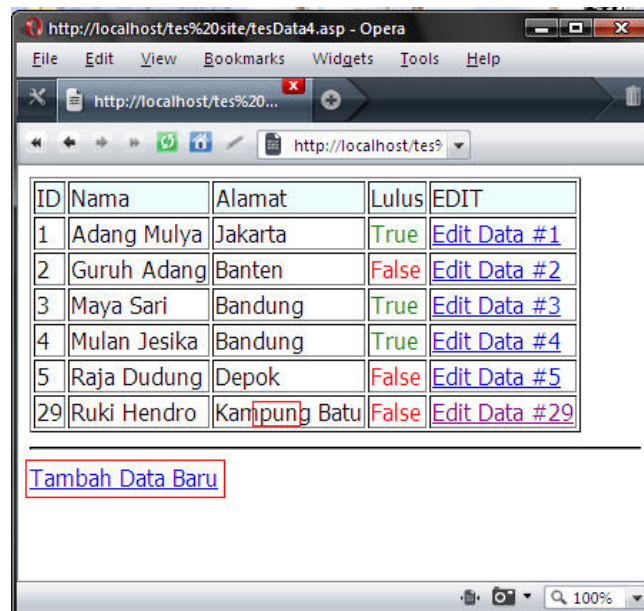 http://localhost/tes%20site/tesData4.asp - Opera
File Edit View Bookmarks Widgets Tools Help
http://localhost/tes%20...
http://localhost/tes%
ID Nama Alamat Lulus EDIT
1 Adang Mulya Jakarta True Edit Data #1
2 Guruh Adang Banten False Edit Data #2
3 Maya Sari Bandung True Edit Data #3
4 Mulan Jesika Bandung True Edit Data #4
5 Raja Dudung Depok False Edit Data #5
29 Ruki Hendro Kampung Batu False Edit Data #29
Tambah Data Baru
100%